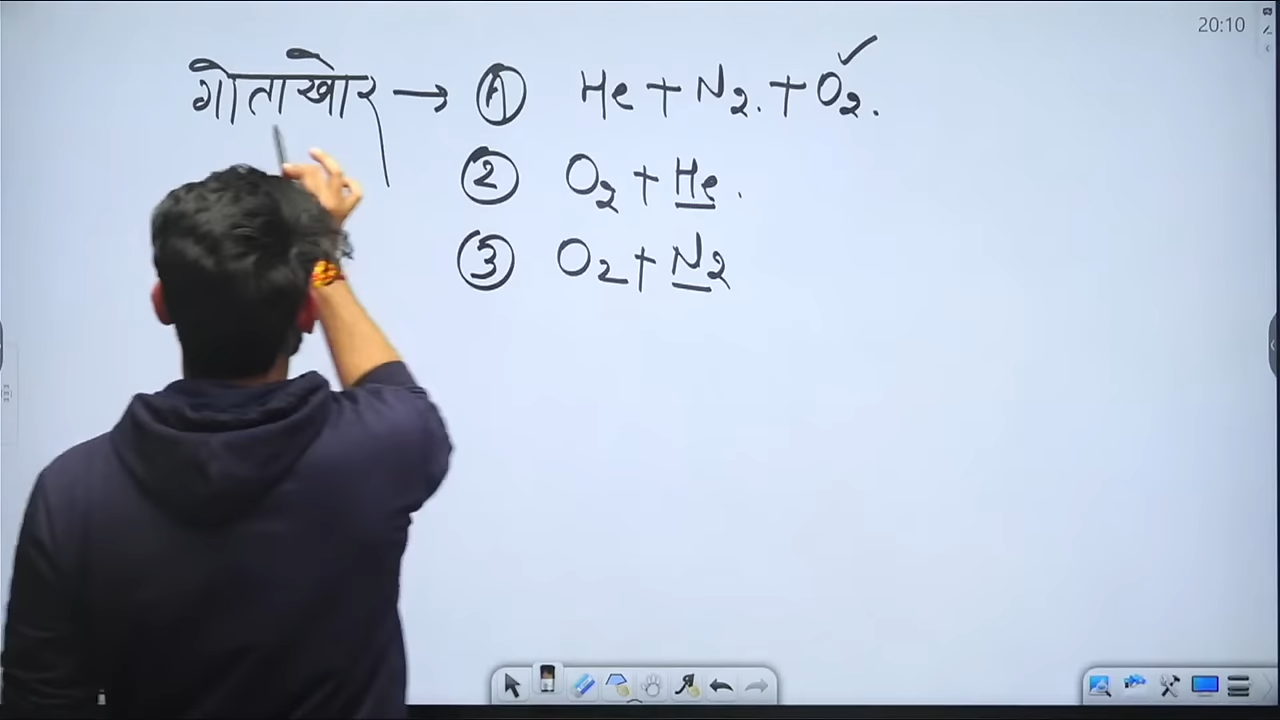 20:10
गोताखोर → ① He + N₂. + O₂. ✓
② O₂ + He.
③ O₂ + N₂